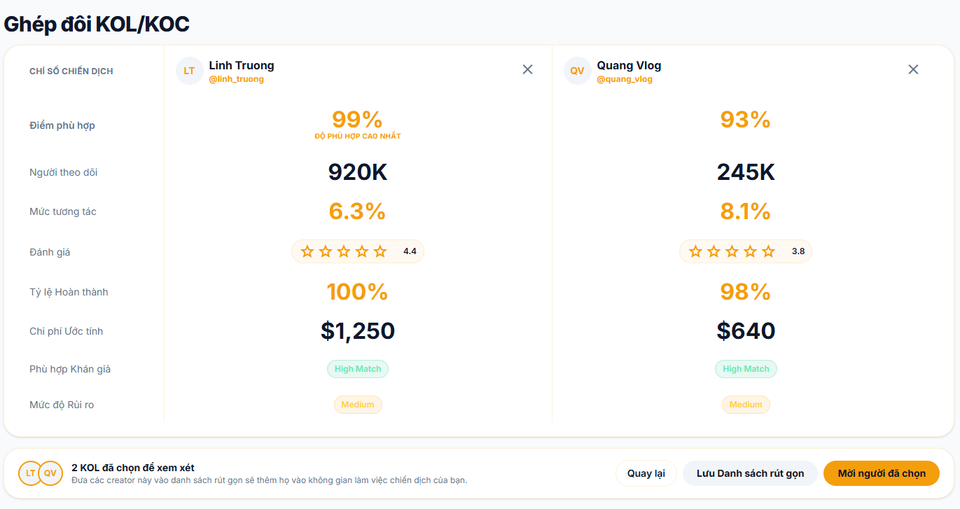 Ghép đôi KOL/KOC
CHỈ SỐ CHIẾN DỊCH
LT
Linh Truong
@linh_truong
QV
Quang Vlog
@quang_vlog
Điểm phù hợp
99%
ĐỘ PHÙ HỢP CAO NHẤT
93%
Người theo dõi
920K
245K
Mức tương tác
6.3%
8.1%
Đánh giá
4.4
3.8
Tỷ lệ Hoàn thành
100%
98%
Chi phí Ước tính
$1,250
$640
Phù hợp Khán giả
High Match
High Match
Mức độ Rủi ro
Medium
Medium
LT
QV
2 KOL đã chọn để xem xét
Đưa các creator này vào danh sách rút gọn sẽ thêm họ vào không gian làm việc chiến dịch của bạn.
Quay lại
Lưu Danh sách rút gọn
Mời người đã chọn